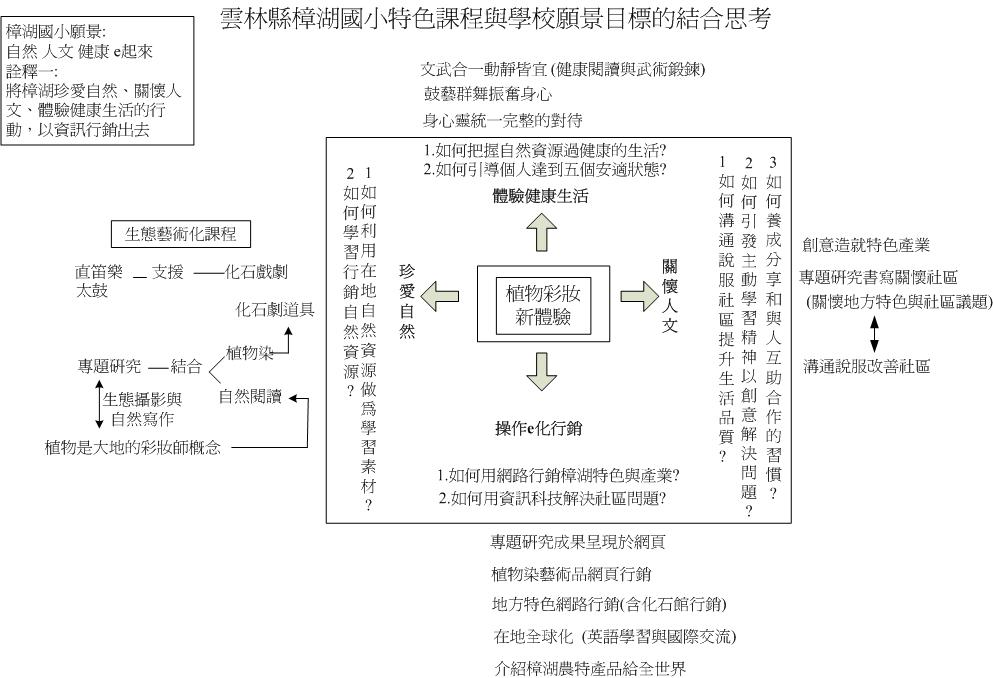 雲林縣樟湖國小特色課程與學校願景目標的結合思考
樟湖國小願景:
自然 人文 健康 e起來
詮釋一:
將樟湖珍愛自然、關懷人
文、體驗健康生活的行
動，以資訊行銷出去
文武合一動靜皆宜 (健康閱讀與武術鍛鍊)
鼓藝群舞振奮身心
身心靈統一完整的對待
1.如何把握自然資源過健康的生活?
2.如何引導個人達到五個安適狀態?
體驗健康生活
1如何利用在地自然資源做爲學習素材?
2如何學習行銷自然資源?
珍愛自然
植物彩妝
新體驗
關懷人文
1如何溝通說服社區提升生活品質?
2如何引發主動學習精神以創意解決問題?
3如何養成分享和與人互助合作的習慣?
操作e化行銷
1.如何用網路行銷樟湖特色與產業?
2.如何用資訊科技解決社區問題?
生態藝術化課程
直笛樂
太鼓
支援
化石戲劇
化石劇道具
植物染
專題研究
結合
自然閱讀
生態攝影與
自然寫作
植物是大地的彩妝師概念
創意造就特色產業
專題研究書寫關懷社區
(關懷地方特色與社區議題)
溝通說服改善社區
專題研究成果呈現於網頁
植物染藝術品網頁行銷
地方特色網路行銷(含化石館行銷)
在地全球化 (英語學習與國際交流)
介紹樟湖農特產品給全世界